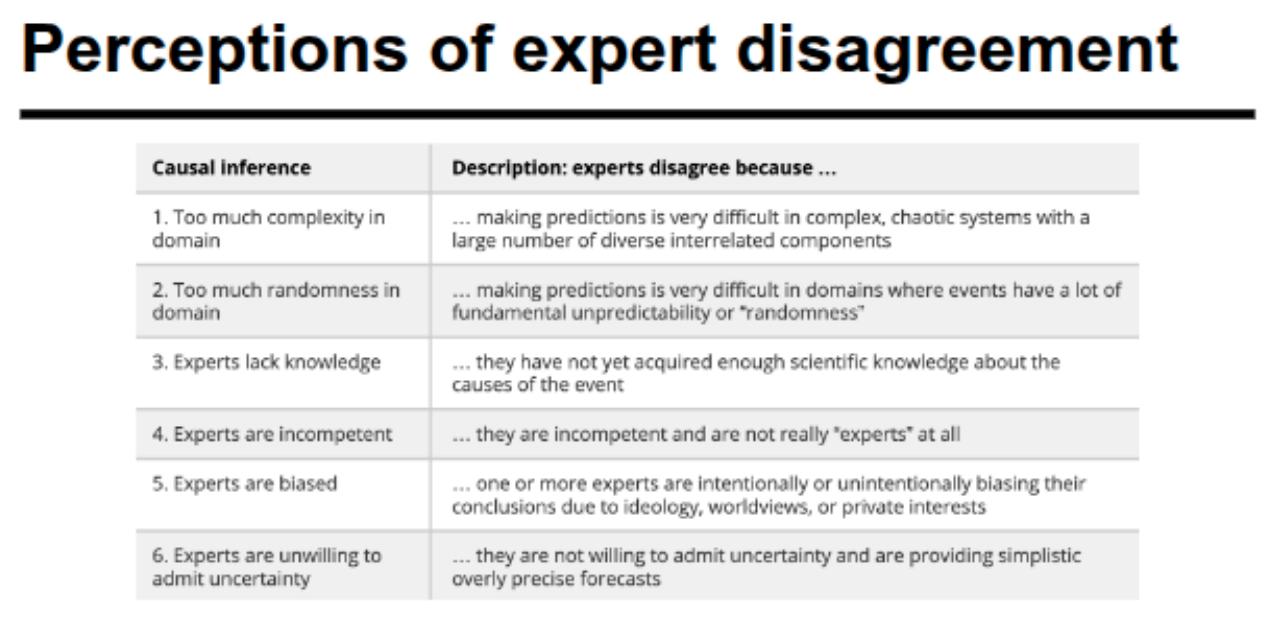 Perceptions of expert disagreement
Causal inference
Description: experts disagree because ...
1. Too much complexity in
domain
... making predictions is very difficult in complex, chaotic systems with a
large number of diverse interrelated components
2. Too much randomness in
domain
... making predictions is very difficult in domains where events have a lot of
fundamental unpredictability or "randomness"
3. Experts lack knowledge
... they have not yet acquired enough scientific knowledge about the
causes of the event
4. Experts are incompetent
... they are incompetent and are not really "experts" at all
5. Experts are biased
... one or more experts are intentionally or unintentionally biasing their
conclusions due to ideology, worldviews, or private interests
6. Experts are unwilling to
admit uncertainty
... they are not willing to admit uncertainty and are providing simplistic
overly precise forecasts